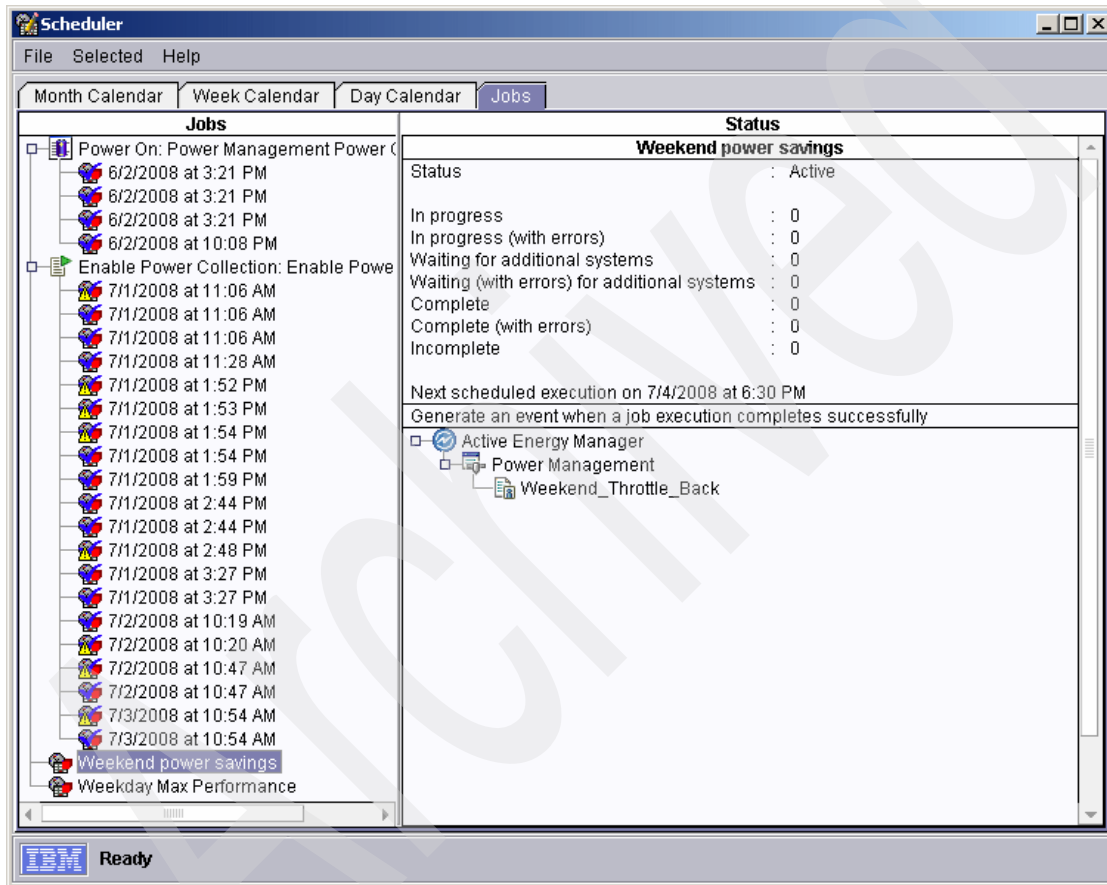 Scheduler
File Selected Help
Month Calendar Week Calendar Day Calendar Jobs
Jobs
Power On: Power Management Power (
6/2/2008 at 3:21 PM
6/2/2008 at 3:21 PM
6/2/2008 at 3:21 PM
6/2/2008 at 10:08 PM
Enable Power Collection: Enable Powe
7/1/2008 at 11:06 AM
7/1/2008 at 11:06 AM
7/1/2008 at 11:06 AM
7/1/2008 at 11:28 AM
7/1/2008 at 1:52 PM
7/1/2008 at 1:53 PM
7/1/2008 at 1:54 PM
7/1/2008 at 1:54 PM
7/1/2008 at 1:59 PM
7/1/2008 at 2:44 PM
7/1/2008 at 2:44 PM
7/1/2008 at 2:48 PM
7/1/2008 at 3:27 PM
7/1/2008 at 3:27 PM
7/2/2008 at 10:19 AM
7/2/2008 at 10:20 AM
7/2/2008 at 10:47 AM
7/2/2008 at 10:47 AM
7/3/2008 at 10:54 AM
7/3/2008 at 10:54 AM
Weekend power savings
Weekday Max Performance
Status
Weekend power savings
Status : Active
In progress : 0
In progress (with errors) : 0
Waiting for additional systems : 0
Waiting (with errors) for additional systems : 0
Complete : 0
Complete (with errors) : 0
Incomplete : 0
Next scheduled execution on 7/4/2008 at 6:30 PM
Generate an event when a job execution completes successfully
Active Energy Manager
Power Management
Weekend_Throttle_Back
IBM Ready
Archived